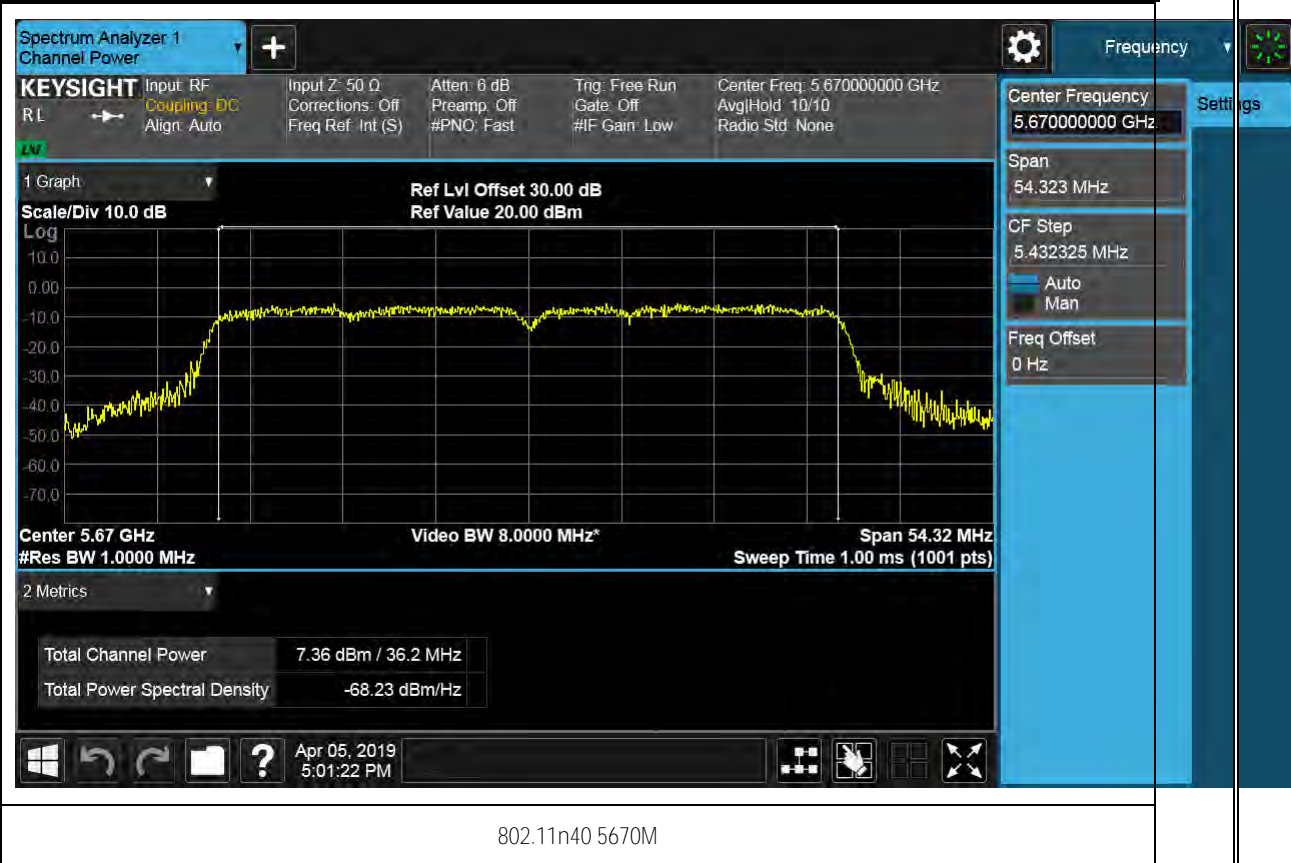 Spectrum Analyzer 1
Channel Power
Frequency
KEYSIGHT
R L
Input: RF
Coupling: DC
Align: Auto
Input Z: 50 Ω
Corrections: Off
Freq Ref: Int (S)
Atten: 6 dB
Preamp: Off
#PNO: Fast
Trig: Free Run
Gate: Off
#IF Gain: Low
Center Freq: 5.670000000 GHz
Avg|Hold: 10/10
Radio Std: None
Center Frequency
5.670000000 GHz
Settings
Span
54.323 MHz
CF Step
5.432325 MHz
Auto
Man
Freq Offset
0 Hz
1 Graph
Ref Lvl Offset 30.00 dB
Scale/Div 10.0 dB
Ref Value 20.00 dBm
Log
10.0
0.00
-10.0
-20.0
-30.0
-40.0
-50.0
-60.0
-70.0
Center 5.67 GHz
Video BW 8.0000 MHz*
Span 54.32 MHz
#Res BW 1.0000 MHz
Sweep Time 1.00 ms (1001 pts)
2 Metrics
Total Channel Power 7.36 dBm / 36.2 MHz
Total Power Spectral Density -68.23 dBm/Hz
?
Apr 05, 2019
5:01:22 PM
802.11n40 5670M